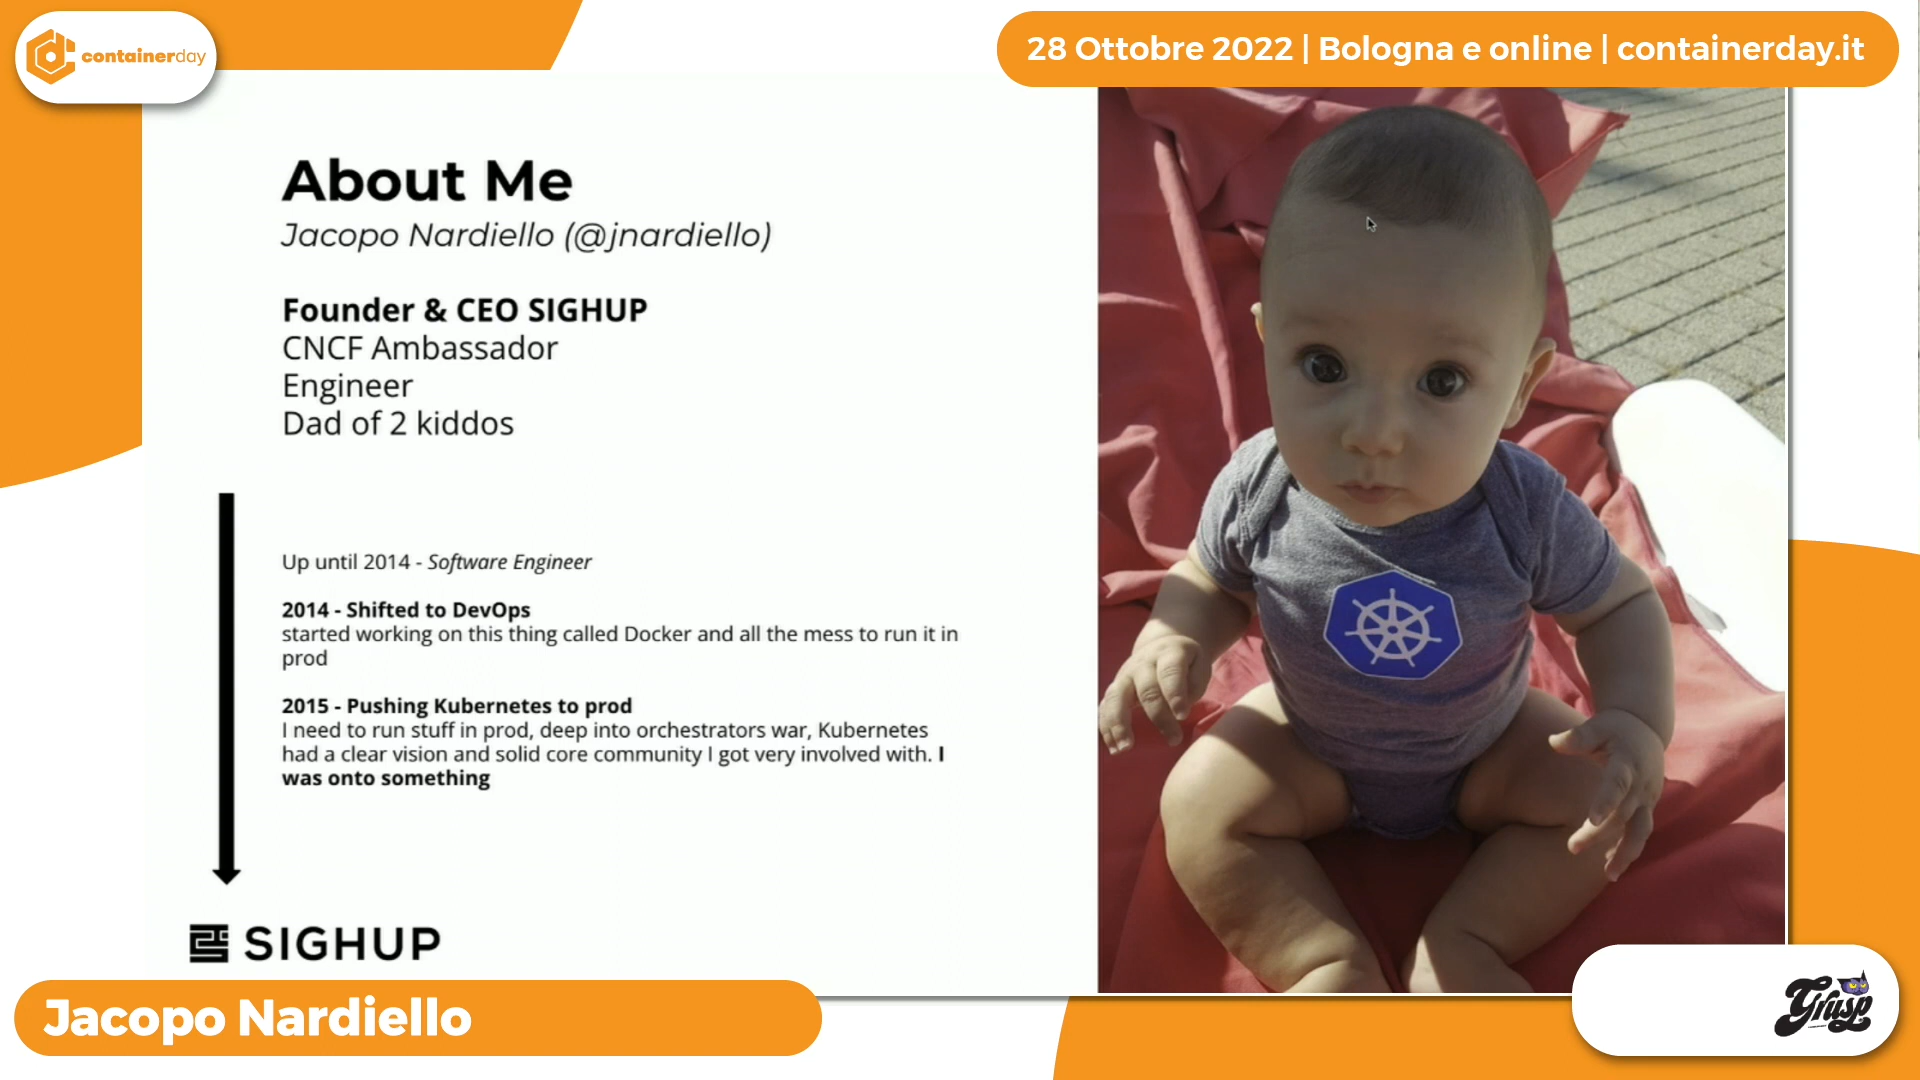 containerday
28 Ottobre 2022 | Bologna e online | containerday.it
About Me
Jacopo Nardiello (@jnardiello)
Founder & CEO SIGHUP
CNCF Ambassador
Engineer
Dad of 2 kiddos
Up until 2014 - Software Engineer
2014 - Shifted to DevOps
started working on this thing called Docker and all the mess to run it in
prod
2015 - Pushing Kubernetes to prod
I need to run stuff in prod, deep into orchestrators war, Kubernetes
had a clear vision and solid core community I got very involved with. I
was onto something
SIGHUP
Jacopo Nardiello
Grusp